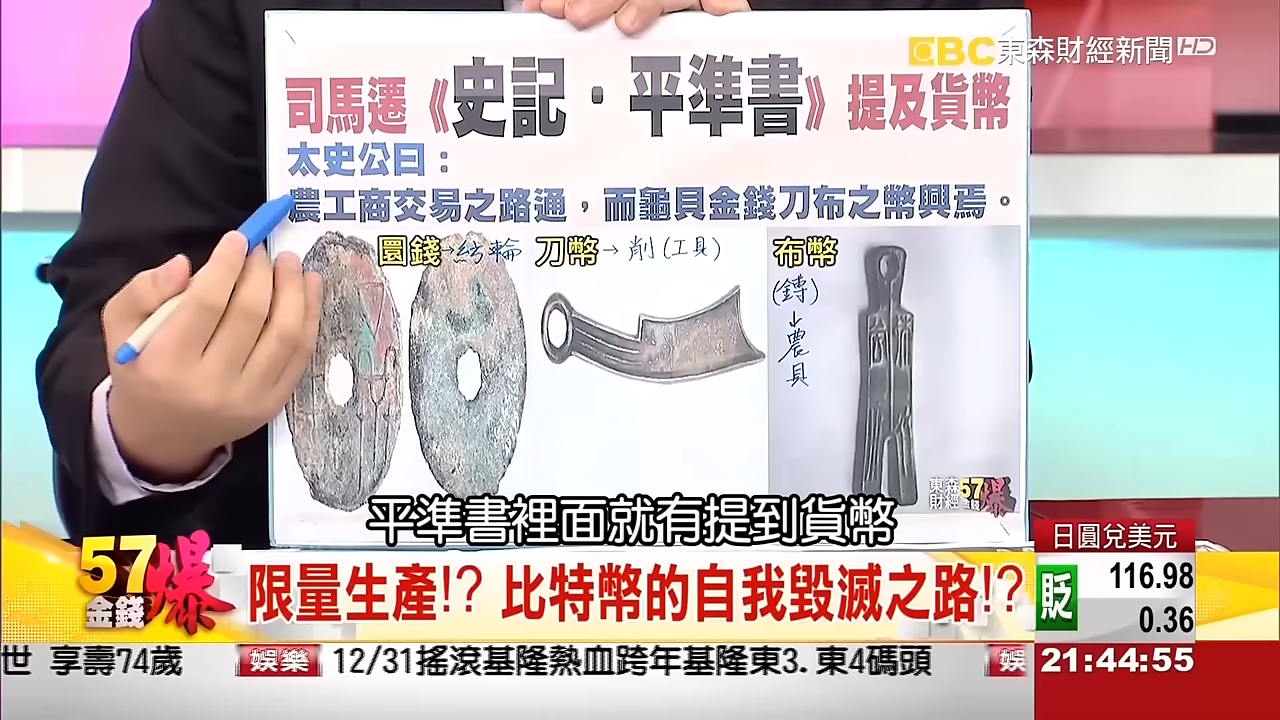 EBC 東森財經新聞 HD
司馬遷《史記·平準書》提及貨幣
太史公曰：
農工商交易之路通，而龜貝金錢刀布之幣興焉。
圜錢→紡輪
刀幣→削(工具)
布幣
(鎛)
↓
農具
東森財經 57金錢爆
平準書裡面就有提到貨幣
57金錢爆
限量生產!? 比特幣的自我毀滅之路!?
日圓兌美元
貶 116.98
0.36
世 享壽74歲 娛樂 12/31搖滾基隆熱血跨年基隆東3.東4碼頭 娛
21:44:55